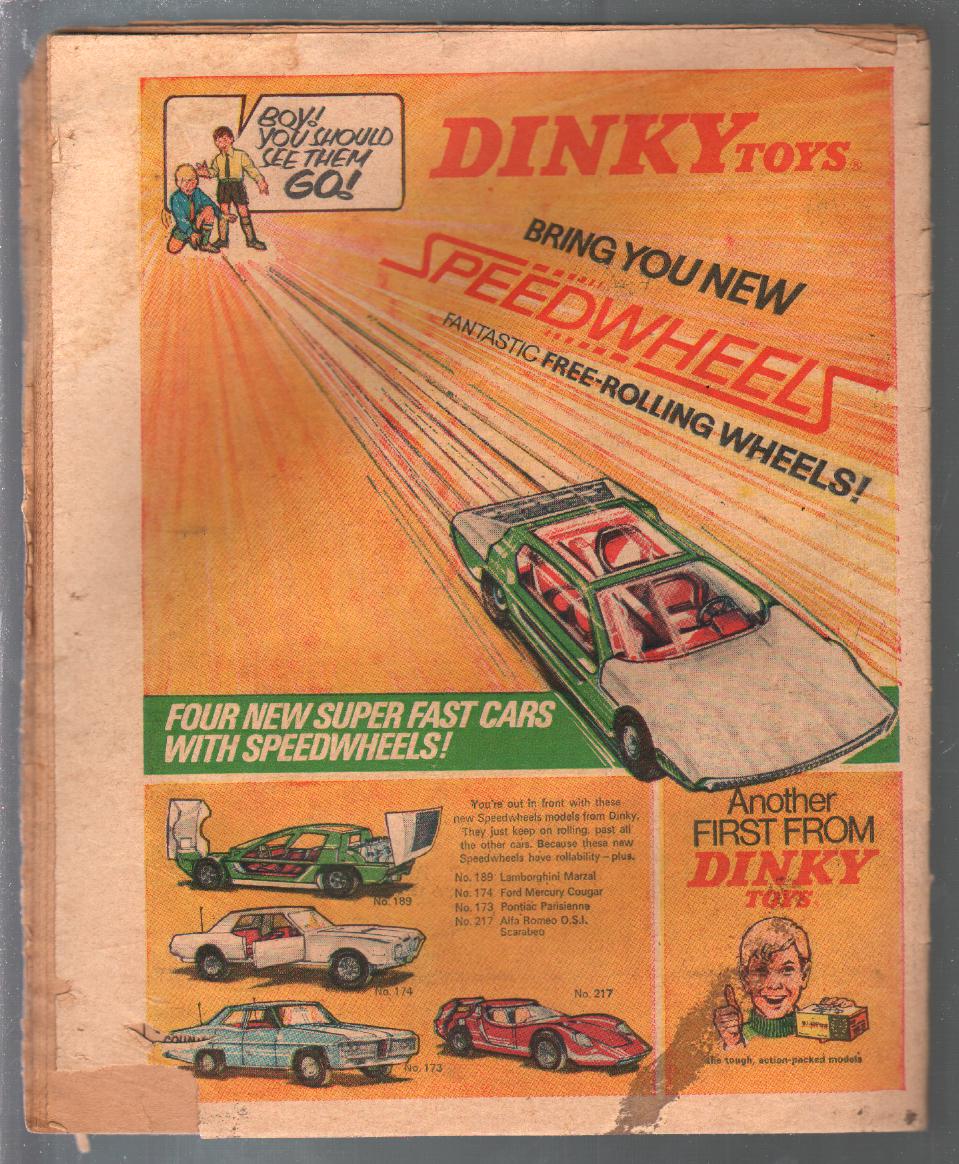 BOY!
YOU SHOULD
SEE THEM
GO!
DINKY TOYS®
BRING YOU NEW
SPEEDWHEELS
FANTASTIC FREE-ROLLING WHEELS!
FOUR NEW SUPER FAST CARS
WITH SPEEDWHEELS!
You're out in front with these
new Speedwheels models from Dinky.
They just keep on rolling, past all
the other cars. Because these new
Speedwheels have rollability – plus.
No. 189 Lamborghini Marzal
No. 174 Ford Mercury Cougar
No. 173 Pontiac Parisienne
No. 217 Alfa Romeo O.S.I.
Scarabeo
No. 189
No. 174
No. 217
No. 173
Another
FIRST FROM
DINKY
TOYS
the tough, action-packed models